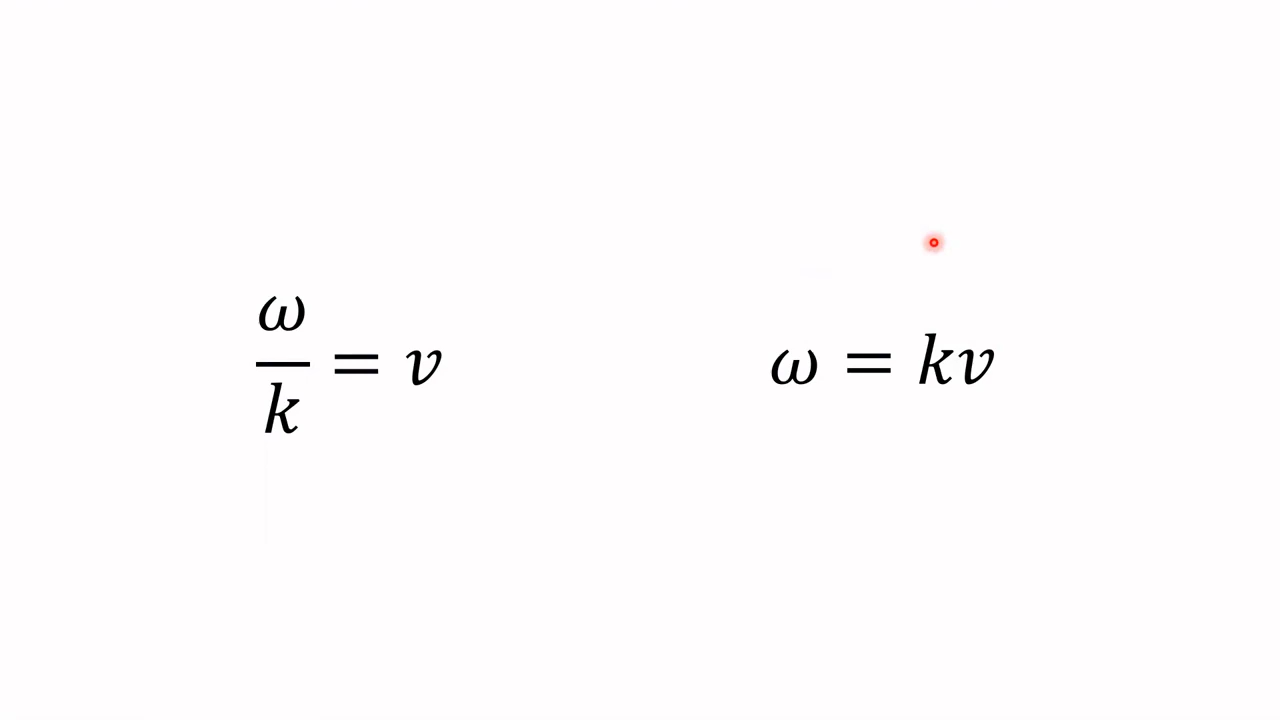 ω/k = v
ω = kv